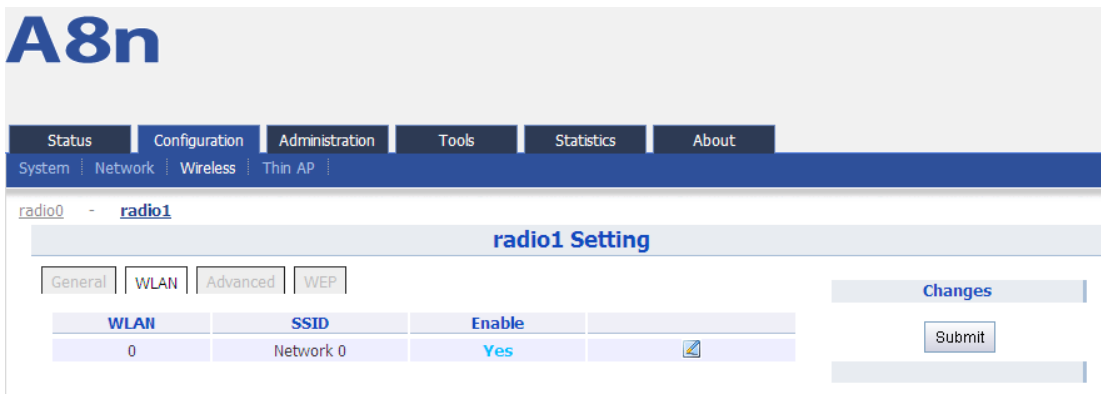 A8n
Status Configuration Administration Tools Statistics About
System Network Wireless Thin AP
radio0 - radio1
radio1 Setting
General WLAN Advanced WEP
Changes
WLAN SSID Enable
0 Network 0 Yes
Submit